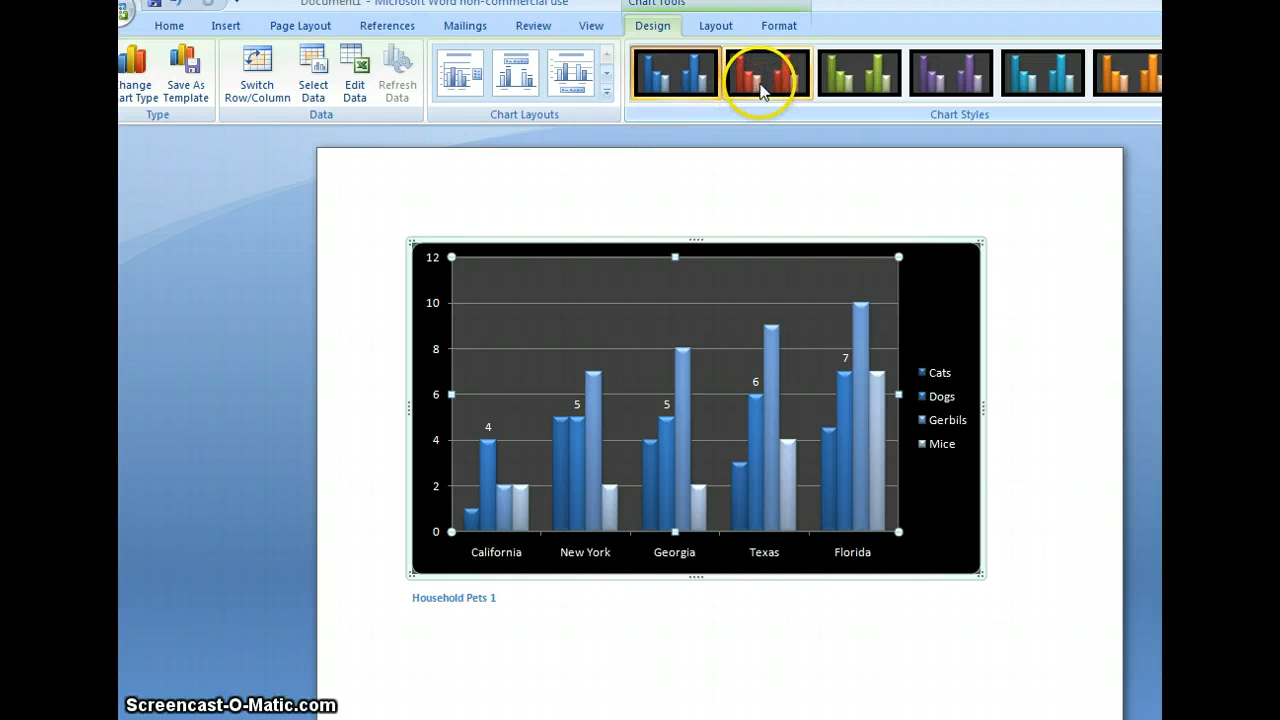 Document1 - Microsoft Word non-commercial use
Chart Tools
Home Insert Page Layout References Mailings Review View Design Layout Format
Change Chart Type
Save As Template
Switch Row/Column
Select Data
Edit Data
Refresh Data
Type Data Chart Layouts Chart Styles
12
10
8
6
4
2
0
4
5
5
6
7
California New York Georgia Texas Florida
Cats
Dogs
Gerbils
Mice
Household Pets 1
Screencast-O-Matic.com